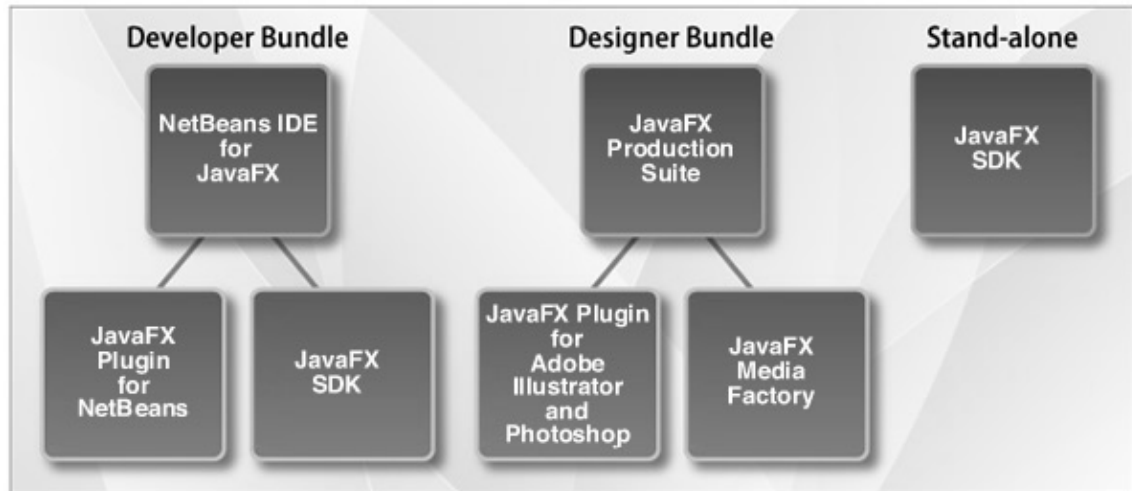 Developer Bundle
Designer Bundle
Stand-alone
NetBeans IDE
for
JavaFX
JavaFX
Production
Suite
JavaFX
SDK
JavaFX
Plugin
for
NetBeans
JavaFX
SDK
JavaFX Plugin
for
Adobe
Illustrator
and
Photoshop
JavaFX
Media
Factory